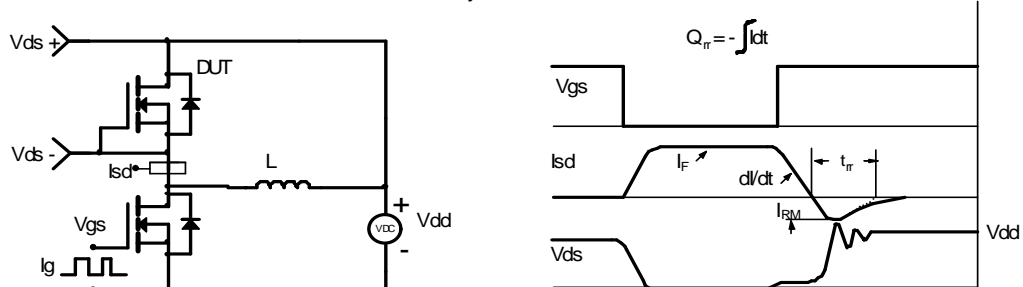 Vds +
DUT
Vds -
Isd
L
Vgs
Ig
+
VDC
-
Vdd
Qrr = - ∫Idt
Vgs
Isd
IF
dI/dt
trr
IRM
Vds
Vdd